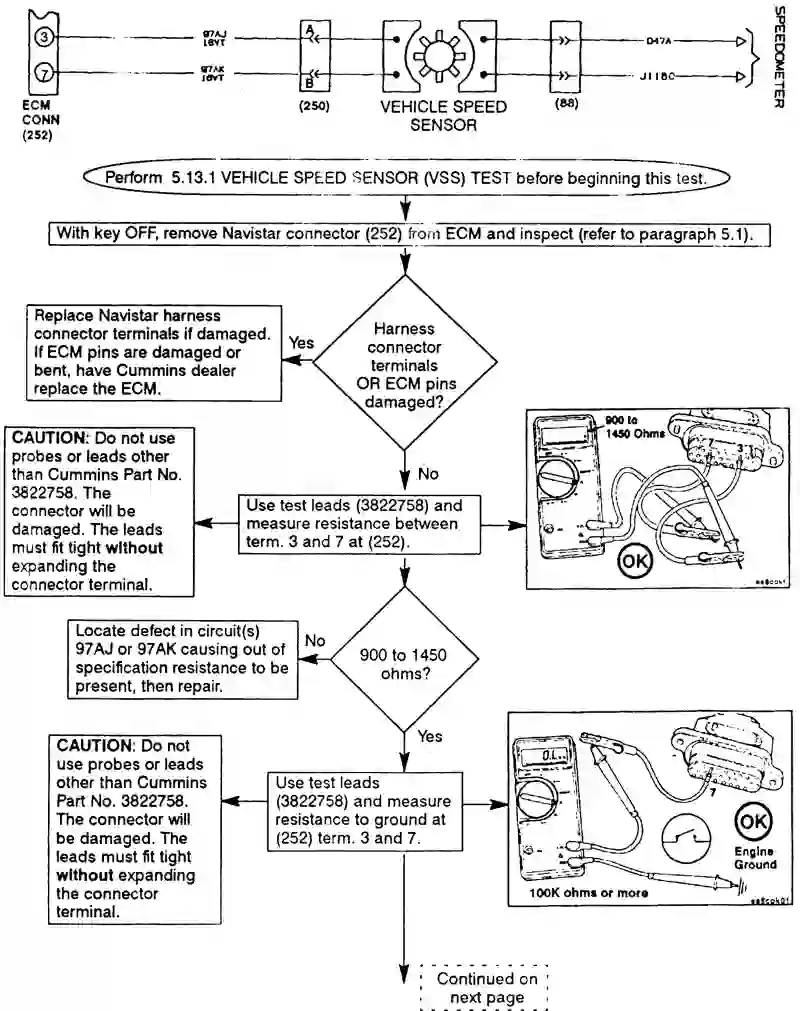 3
97AJ
18VT
A
D47A
7
97AK
18VT
B
J118C
SPEEDOMETER
ECM
CONN
(252)
(250)
VEHICLE SPEED
SENSOR
(88)
Perform 5.13.1 VEHICLE SPEED SENSOR (VSS) TEST before beginning this test.
With key OFF, remove Navistar connector (252) from ECM and inspect (refer to paragraph 5.1).
Replace Navistar harness
connector terminals if damaged.
If ECM pins are damaged or
bent, have Cummins dealer
replace the ECM.
Yes
Harness
connector
terminals
OR ECM pins
damaged?
No
CAUTION: Do not use
probes or leads other
than Cummins Part No.
3822758. The
connector will be
damaged. The leads
must fit tight without
expanding the
connector terminal.
Use test leads (3822758) and
measure resistance between
term. 3 and 7 at (252).
900 to
1450 Ohms
7
3
OK
Locate defect in circuit(s)
97AJ or 97AK causing out of
specification resistance to be
present, then repair.
No
900 to 1450
ohms?
Yes
CAUTION: Do not
use probes or leads
other than Cummins
Part No. 3822758.
The connector will
be damaged. The
leads must fit tight
without expanding
the connector
terminal.
Use test leads
(3822758) and measure
resistance to ground at
(252) term. 3 and 7.
0.L.
7
OK
Engine
Ground
100K ohms or more
Continued on
next page